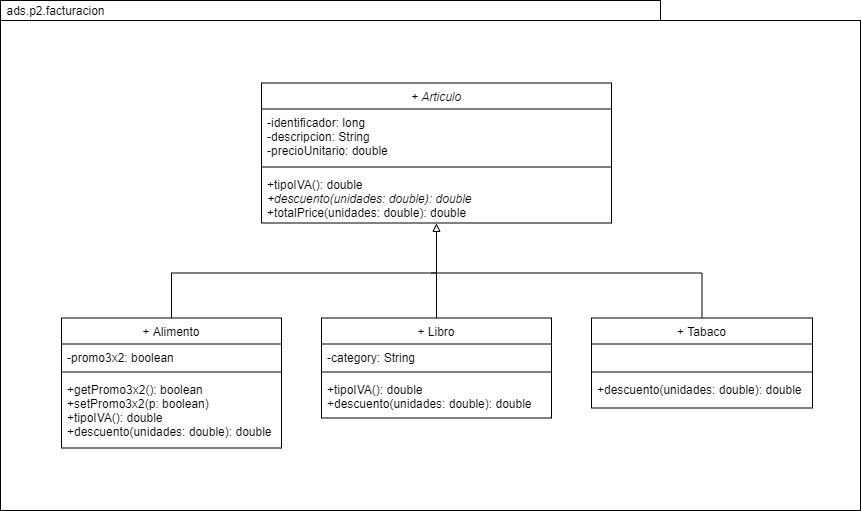 ads.p2.facturacion
+ Articulo
-identificador: long
-descripcion: String
-precioUnitario: double
+tipoIVA(): double
+descuento(unidades: double): double
+totalPrice(unidades: double): double
+ Alimento
-promo3x2: boolean
+getPromo3x2(): boolean
+setPromo3x2(p: boolean)
+tipoIVA(): double
+descuento(unidades: double): double
+ Libro
-category: String
+tipoIVA(): double
+descuento(unidades: double): double
+ Tabaco
+descuento(unidades: double): double